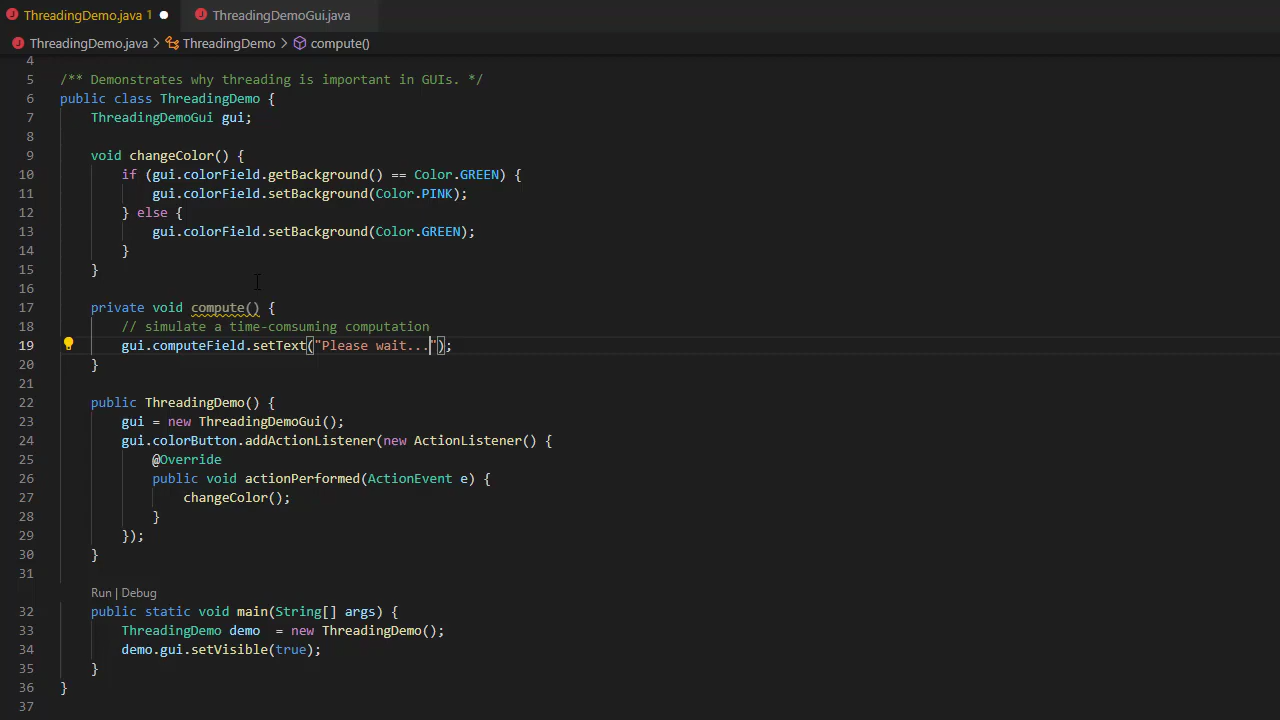 ThreadingDemo.java 1 ThreadingDemoGui.java
ThreadingDemo.java > ThreadingDemo > compute()
4
5 /** Demonstrates why threading is important in GUIs. */
6 public class ThreadingDemo {
7 ThreadingDemoGui gui;
8
9 void changeColor() {
10 if (gui.colorField.getBackground() == Color.GREEN) {
11 gui.colorField.setBackground(Color.PINK);
12 } else {
13 gui.colorField.setBackground(Color.GREEN);
14 }
15 }
16
17 private void compute() {
18 // simulate a time-comsuming computation
19 gui.computeField.setText("Please wait...");
20 }
21
22 public ThreadingDemo() {
23 gui = new ThreadingDemoGui();
24 gui.colorButton.addActionListener(new ActionListener() {
25 @Override
26 public void actionPerformed(ActionEvent e) {
27 changeColor();
28 }
29 });
30 }
31
Run | Debug
32 public static void main(String[] args) {
33 ThreadingDemo demo  = new ThreadingDemo();
34 demo.gui.setVisible(true);
35 }
36 }
37